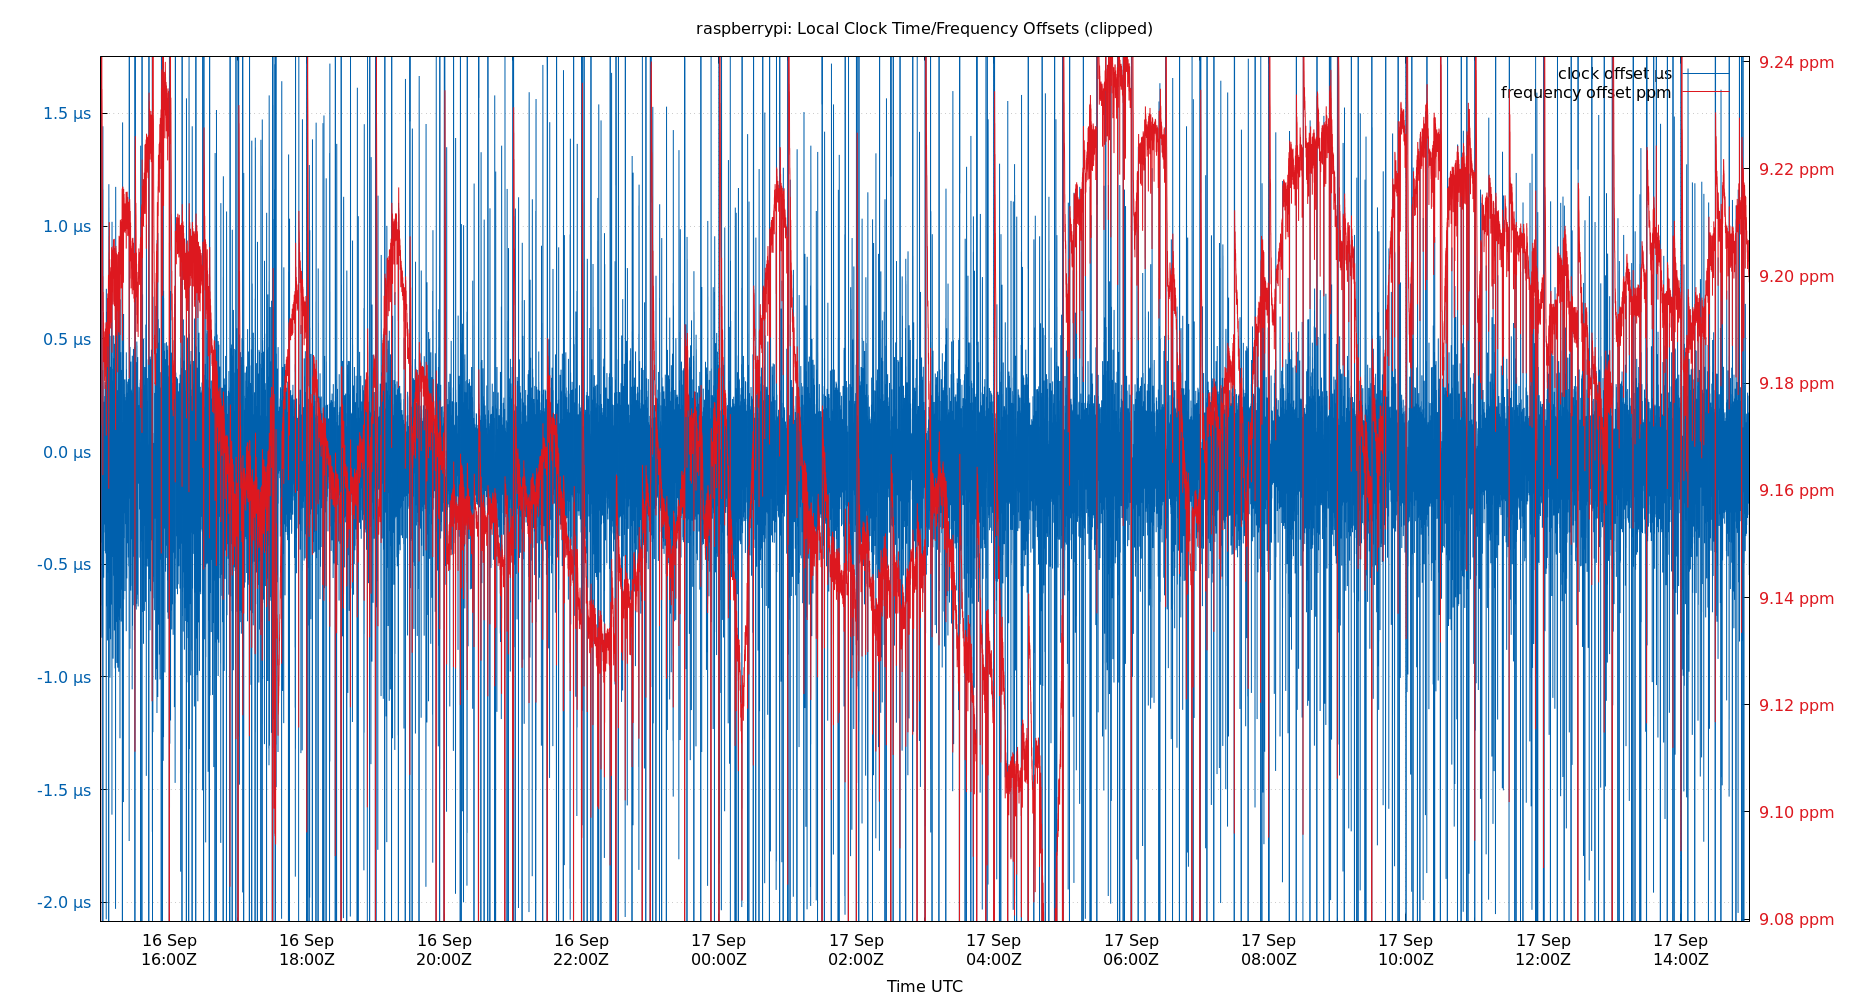 raspberrypi: Local Clock Time/Frequency Offsets (clipped)
clock offset µs
frequency offset ppm
1.5 µs
1.0 µs
0.5 µs
0.0 µs
-0.5 µs
-1.0 µs
-1.5 µs
-2.0 µs
9.24 ppm
9.22 ppm
9.20 ppm
9.18 ppm
9.16 ppm
9.14 ppm
9.12 ppm
9.10 ppm
9.08 ppm
16 Sep 16 Sep 16 Sep 16 Sep 17 Sep 17 Sep 17 Sep 17 Sep 17 Sep 17 Sep 17 Sep 17 Sep
16:00Z 18:00Z 20:00Z 22:00Z 00:00Z 02:00Z 04:00Z 06:00Z 08:00Z 10:00Z 12:00Z 14:00Z
Time UTC